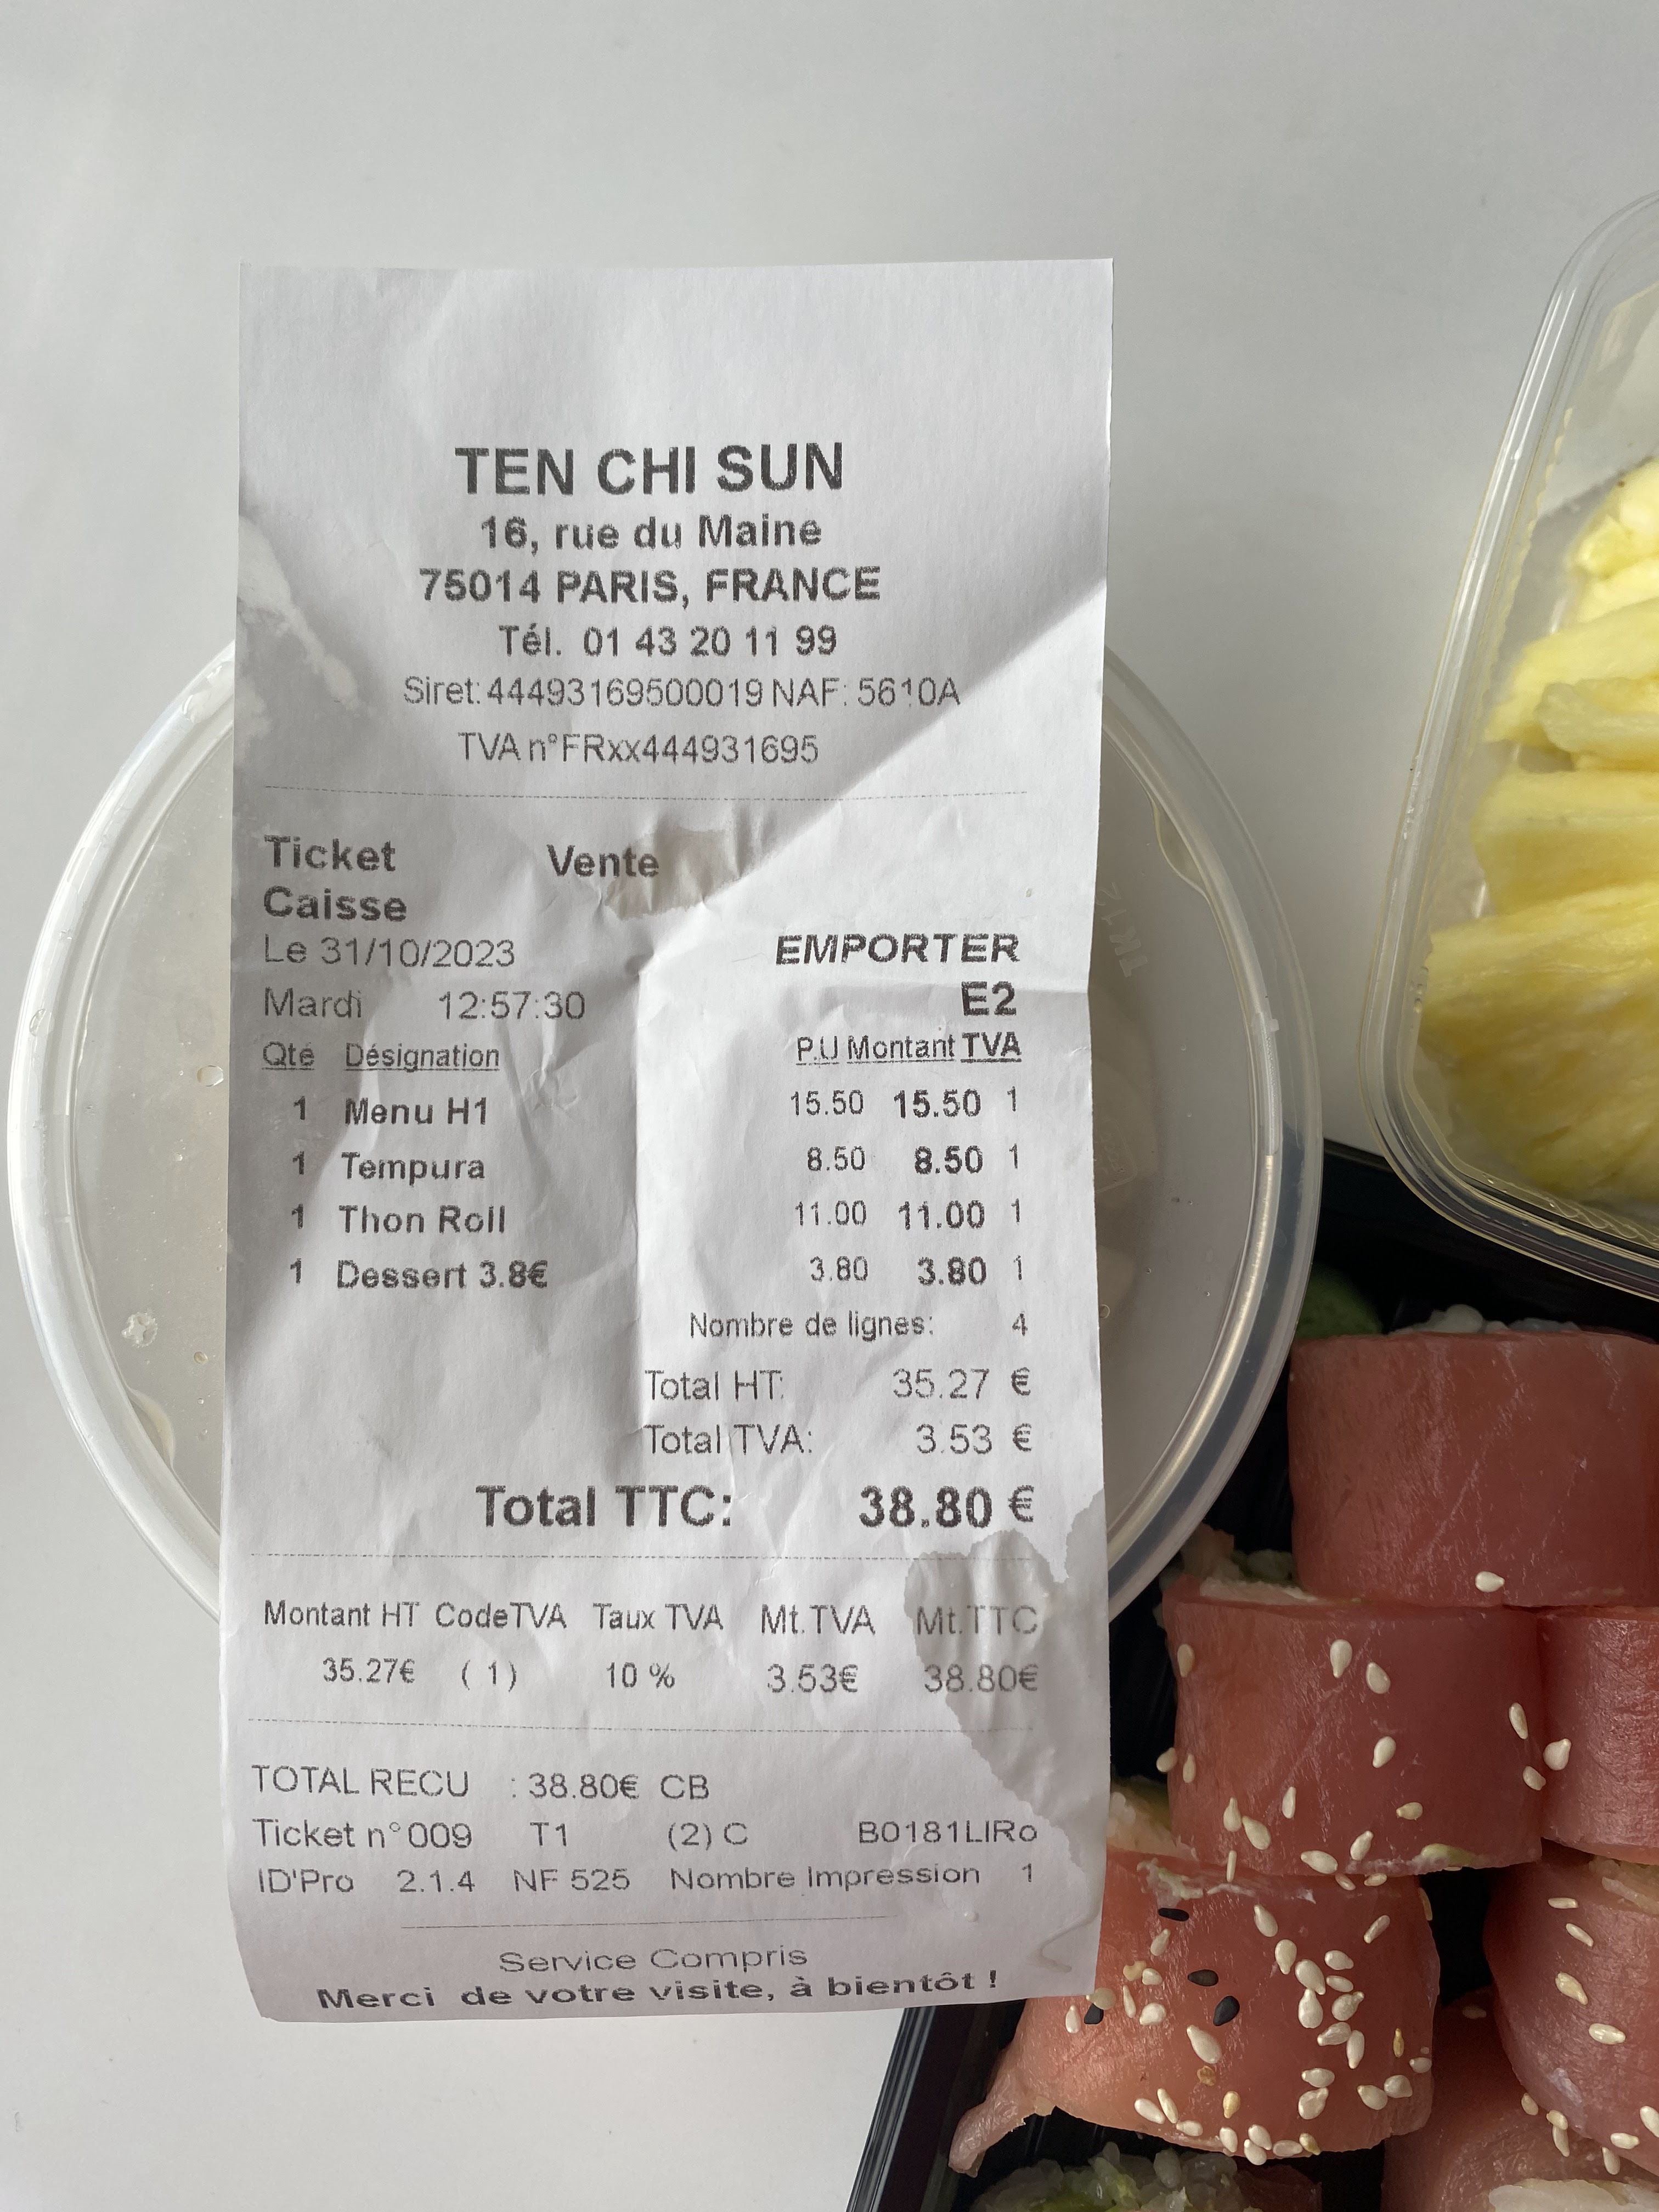 TEN CHI SUN
16, rue du Maine
75014 PARIS, FRANCE
Tél. 01 43 20 11 99
Siret: 44493169500019 NAF: 5610A
TVA n°FRxx444931695
Ticket Vente
Caisse
Le 31/10/2023 EMPORTER
Mardi 12:57:30 E2
Qté Désignation P.U Montant TVA
1 Menu H1 15.50 15.50 1
1 Tempura 8.50 8.50 1
1 Thon Roll 11.00 11.00 1
1 Dessert 3.8€ 3.80 3.80 1
Nombre de lignes: 4
Total HT: 35.27 €
Total TVA: 3.53 €
Total TTC: 38.80 €
Montant HT CodeTVA Taux TVA Mt.TVA Mt.TTC
35.27€ ( 1 ) 10 % 3.53€ 38.80€
TOTAL RECU : 38.80€ CB
Ticket n°009 T1 (2) C B0181LIRo
ID'Pro 2.1.4 NF 525 Nombre Impression 1
Service Compris
Merci de votre visite, à bientôt !